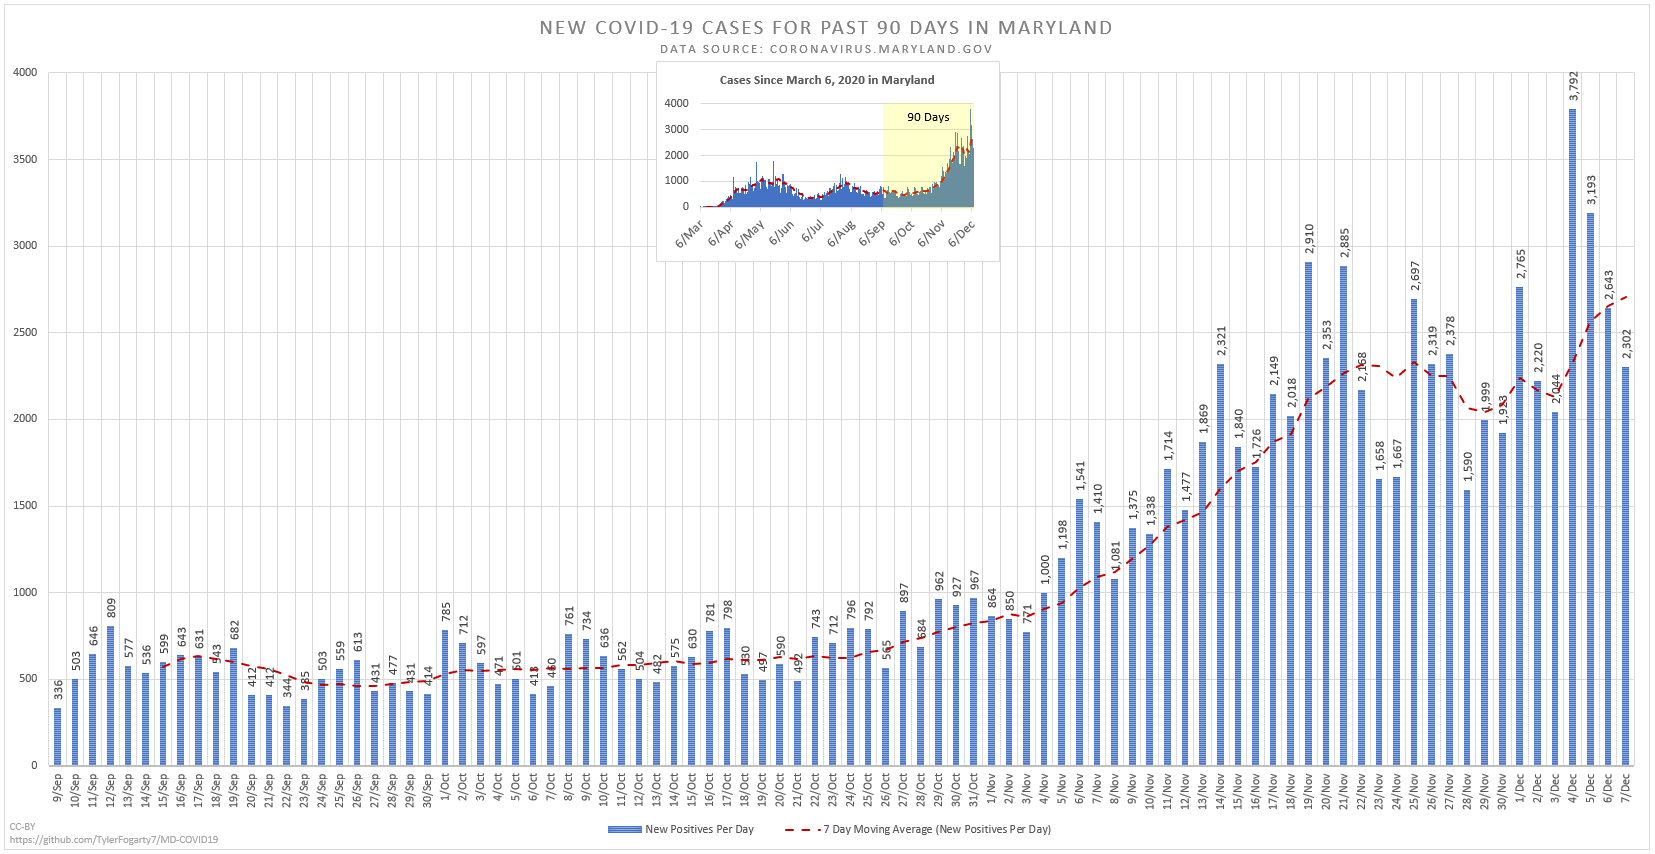 NEW COVID-19 CASES FOR PAST 90 DAYS IN MARYLAND
DATA SOURCE: CORONAVIRUS.MARYLAND.GOV
Cases Since March 6, 2020 in Maryland
90 Days
4000
3000
2000
1000
0
6/Mar 6/Apr 6/May 6/Jun 6/Jul 6/Aug 6/Sep 6/Oct 6/Nov 6/Dec
4000
3500
3000
2500
2000
1500
1000
500
0
336 503 646 809 577 536 599 643 631 543 682 412 412 344 385 503 559 613 431 477 431 414 785 712 597 471 501 413 460 761 734 636 562 504 482 575 630 781 798 530 497 590 492 743 712 796 792 565 897 684 962 927 967 864 850 771 1,000 1,198 1,541 1,410 1,081 1,375 1,338 1,714 1,477 1,869 2,321 1,840 1,726 2,149 2,018 2,910 2,353 2,885 2,168 1,658 1,667 2,697 2,319 2,378 1,590 1,999 1,923 2,765 2,220 2,044 3,792 3,193 2,643 2,302
9/Sep 10/Sep 11/Sep 12/Sep 13/Sep 14/Sep 15/Sep 16/Sep 17/Sep 18/Sep 19/Sep 20/Sep 21/Sep 22/Sep 23/Sep 24/Sep 25/Sep 26/Sep 27/Sep 28/Sep 29/Sep 30/Sep 1/Oct 2/Oct 3/Oct 4/Oct 5/Oct 6/Oct 7/Oct 8/Oct 9/Oct 10/Oct 11/Oct 12/Oct 13/Oct 14/Oct 15/Oct 16/Oct 17/Oct 18/Oct 19/Oct 20/Oct 21/Oct 22/Oct 23/Oct 24/Oct 25/Oct 26/Oct 27/Oct 28/Oct 29/Oct 30/Oct 31/Oct 1/Nov 2/Nov 3/Nov 4/Nov 5/Nov 6/Nov 7/Nov 8/Nov 9/Nov 10/Nov 11/Nov 12/Nov 13/Nov 14/Nov 15/Nov 16/Nov 17/Nov 18/Nov 19/Nov 20/Nov 21/Nov 22/Nov 23/Nov 24/Nov 25/Nov 26/Nov 27/Nov 28/Nov 29/Nov 30/Nov 1/Dec 2/Dec 3/Dec 4/Dec 5/Dec 6/Dec 7/Dec
New Positives Per Day
7 Day Moving Average (New Positives Per Day)
CC-BY
https://github.com/TylerFogarty7/MD-COVID19